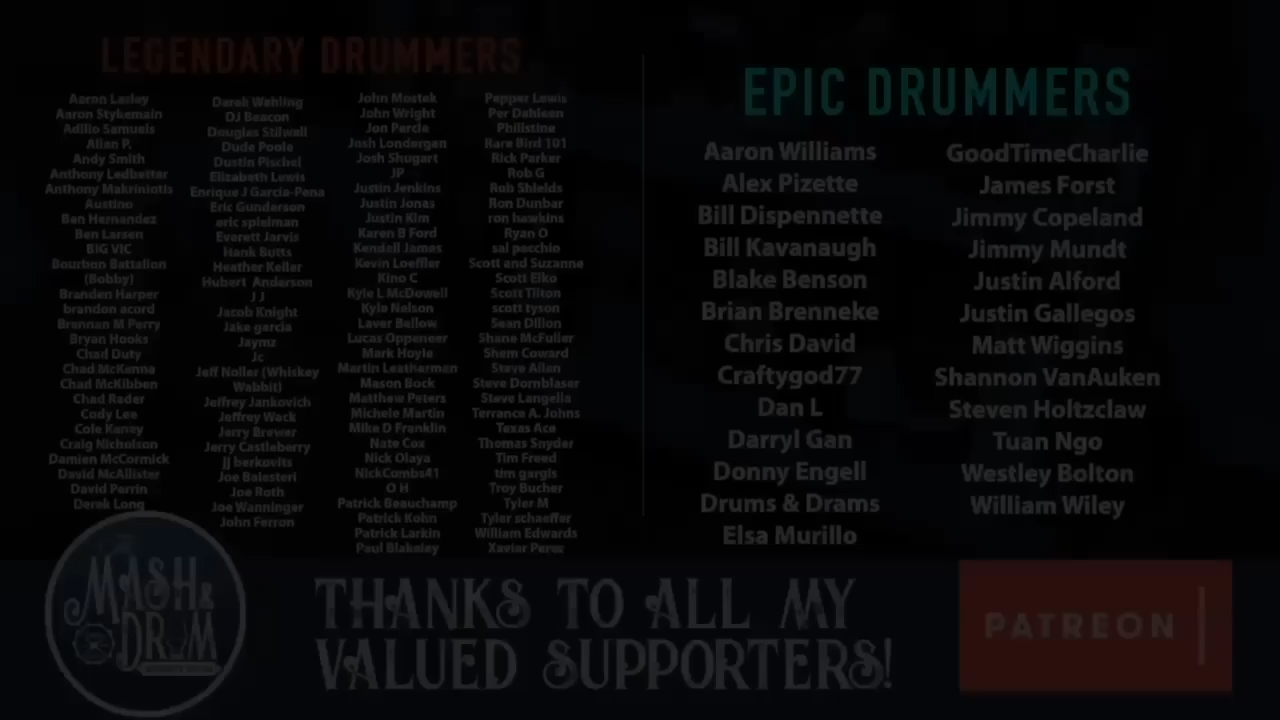 LEGENDARY DRUMMERS
Aaron Lasley
Aaron Stykemain
Adilio Samuels
Allen P.
Andy Smith
Anthony Ledbetter
Anthony Makriniotis
Austino
Ben Hernandez
Ben Larsen
BIG VIC
Bourbon Battalion
(Bobby)
Branden Harper
brandon acord
Brennan M Perry
Bryan Hooks
Chad Duty
Chad McKenna
Chad McKibben
Chad Rader
Cody Lee
Cole Kaney
Craig Nicholson
Damien McCormick
David McAllister
David Perrin
Derek Long
Derek Wehling
DJ Beacon
Douglas Stilwall
Dude Poole
Dustin Pischel
Elizabeth Lewis
Enrique J Garcia-Pena
Eric Gunderson
eric spielman
Everett Jarvis
Hank Butts
Heather Keller
Hubert Anderson
J J
Jacob Knight
Jake garcia
Jaymz
Jc
Jeff Noller (Whiskey
Wabbit)
Jeffrey Jankovich
Jeffrey Wack
Jerry Brewer
Jerry Castleberry
JJ berkovits
Joe Balesteri
Joe Roth
Joe Wanninger
John Ferron
John Mostek
John Wright
Jon Percle
Josh Londergan
Josh Shugart
JP
Justin Jenkins
Justin Jonas
Justin Kim
Karen B Ford
Kendell James
Kevin Loeffler
Kino C
Kyle L McDowell
Kyle Nelson
Laver Bellow
Lucas Oppeneer
Mark Hoyle
Martin Leatherman
Mason Bock
Matthew Peters
Michele Martin
Mike D Franklin
Nate Cox
Nick Olaya
NickCombs41
O H
Patrick Beauchamp
Patrick Kohn
Patrick Larkin
Paul Blakeley
Pepper Lewis
Per Dahleen
Philistine
Rare Bird 101
Rick Parker
Rob G
Rob Shields
Ron Dunbar
ron hawkins
Ryan O
sal pecchio
Scott and Suzanne
Scott Elko
Scott Tilton
scott tyson
Sean Dillon
Shane McFuller
Shem Coward
Steve Allen
Steve Dornblaser
Steve Langella
Terrance A. Johns
Texas Ace
Thomas Snyder
Tim Freed
tim gargis
Troy Bucher
Tyler M
Tyler schaeffer
William Edwards
Xavier Perez
EPIC DRUMMERS
Aaron Williams
Alex Pizette
Bill Dispennette
Bill Kavanaugh
Blake Benson
Brian Brenneke
Chris David
Craftygod77
Dan L
Darryl Gan
Donny Engell
Drums & Drams
Elsa Murillo
GoodTimeCharlie
James Forst
Jimmy Copeland
Jimmy Mundt
Justin Alford
Justin Gallegos
Matt Wiggins
Shannon VanAuken
Steven Holtzclaw
Tuan Ngo
Westley Bolton
William Wiley
MASH &
DRUM
THANKS TO ALL MY
VALUED SUPPORTERS!
PATREON